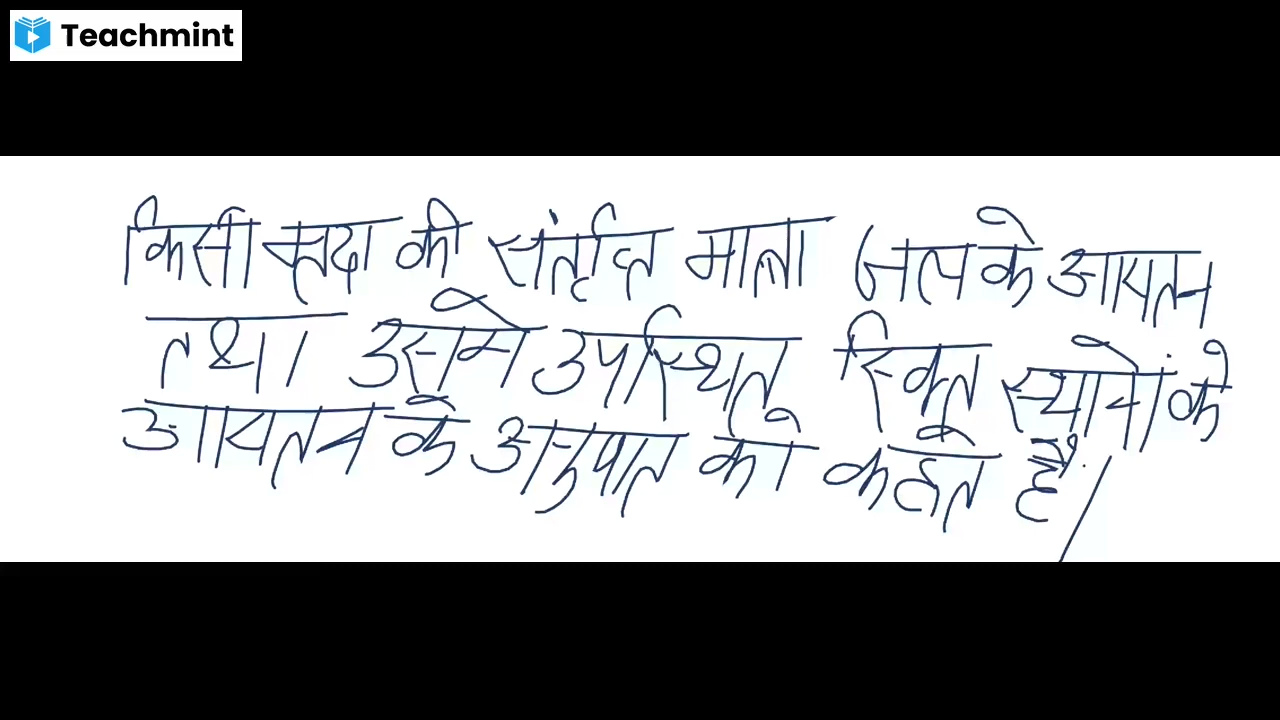 Teachmint
किसी मृदा की संतृप्त मात्रा जल के आयतन
तथा उसमे उपस्थित रिक्त स्थानों के
आयतन के अनुपात को कहते हैं।